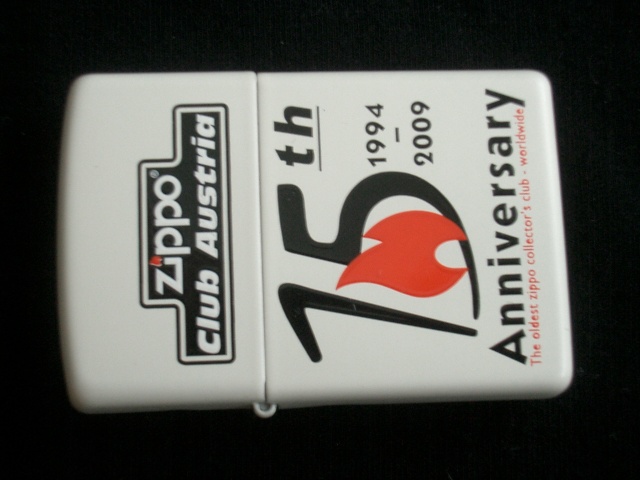 Zippo®
Club Austria
15th
1994
–
2009
Anniversary
The oldest zippo collector's club - worldwide